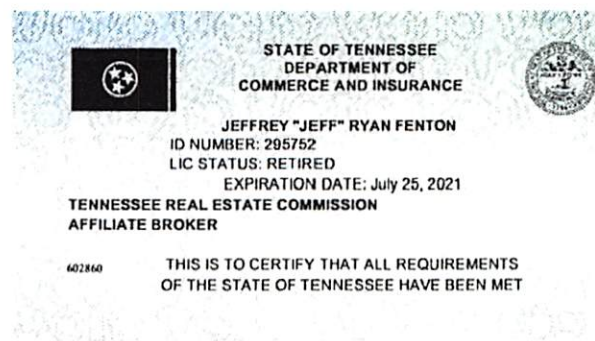 STATE OF TENNESSEE
DEPARTMENT OF
COMMERCE AND INSURANCE
JEFFREY "JEFF" RYAN FENTON
ID NUMBER: 295752
LIC STATUS: RETIRED
EXPIRATION DATE: July 25, 2021
TENNESSEE REAL ESTATE COMMISSION
AFFILIATE BROKER
602860
THIS IS TO CERTIFY THAT ALL REQUIREMENTS
OF THE STATE OF TENNESSEE HAVE BEEN MET